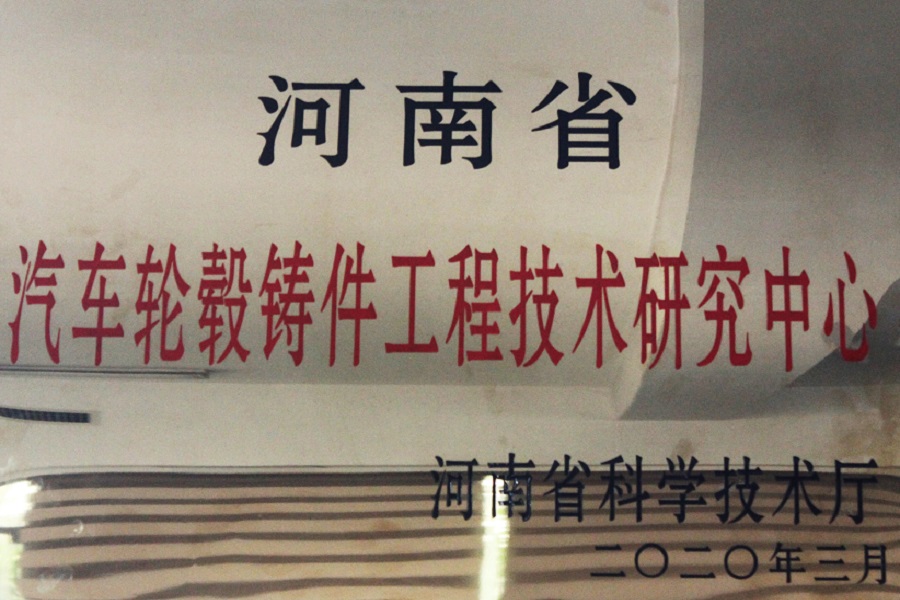 河南省
汽车轮毂铸件工程技术研究中心
河南省科学技术厅
二〇二〇年三月